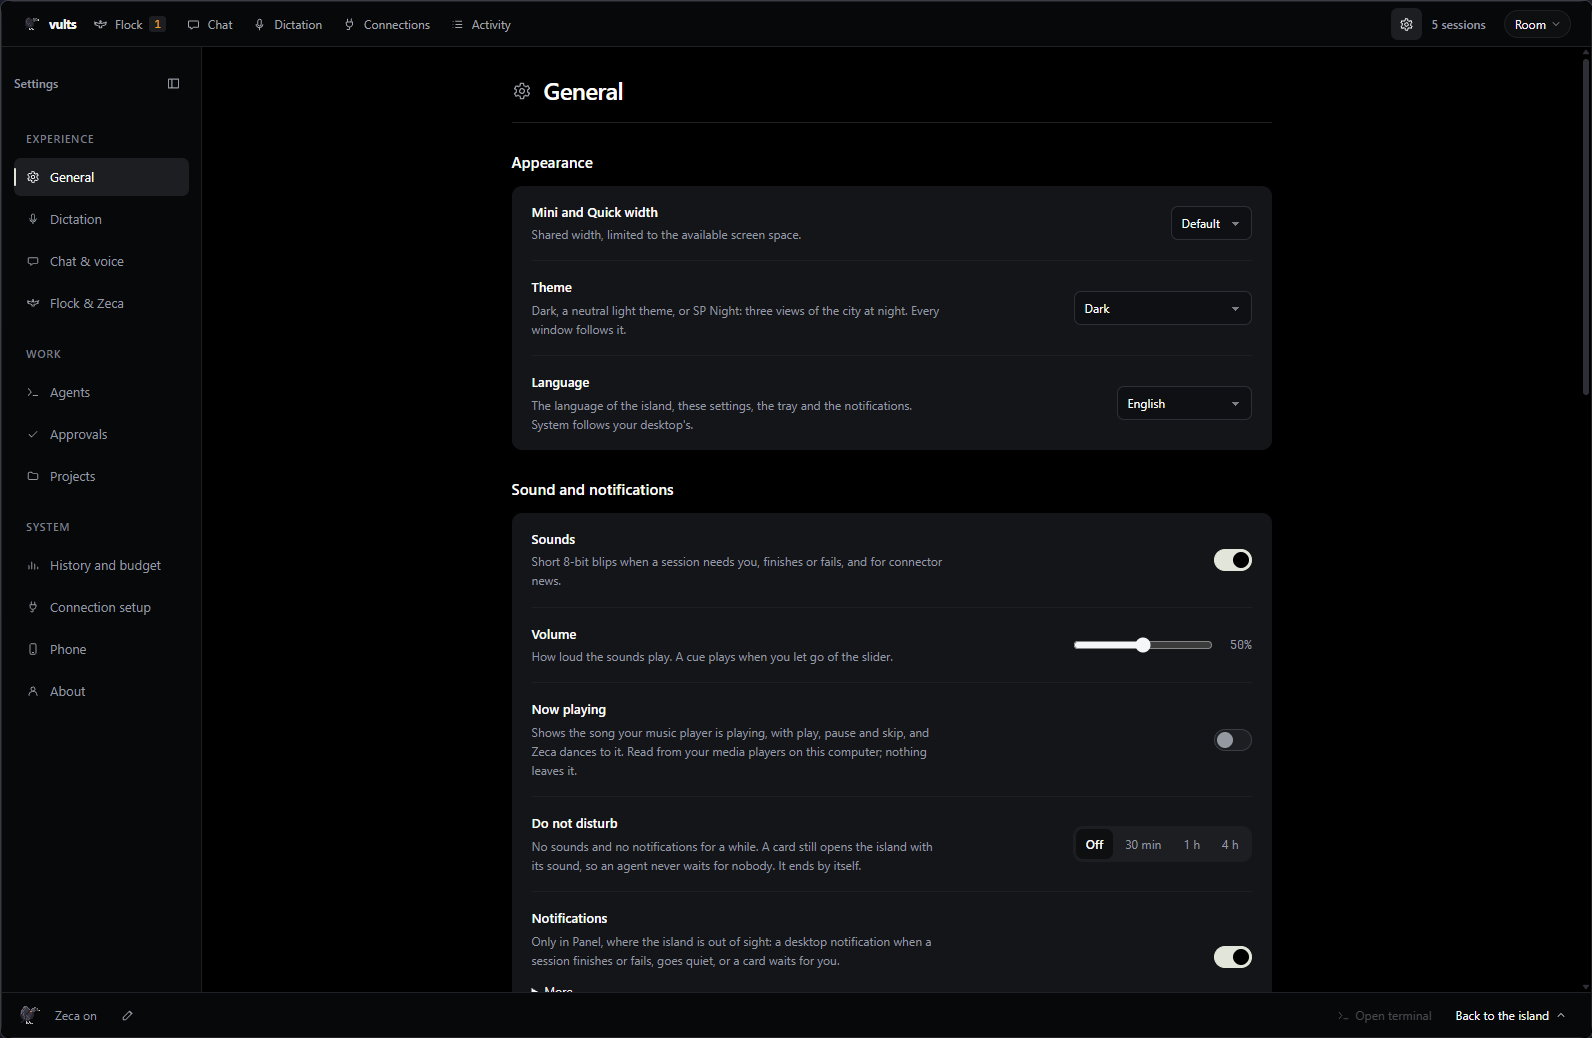 vults
Flock 1
Chat
Dictation
Connections
Activity
5 sessions
Room
Settings
EXPERIENCE
General
Dictation
Chat & voice
Flock & Zeca
WORK
Agents
Approvals
Projects
SYSTEM
History and budget
Connection setup
Phone
About
General
Appearance
Mini and Quick width
Shared width, limited to the available screen space.
Default
Theme
Dark, a neutral light theme, or SP Night: three views of the city at night. Every
window follows it.
Dark
Language
The language of the island, these settings, the tray and the notifications.
System follows your desktop's.
English
Sound and notifications
Sounds
Short 8-bit blips when a session needs you, finishes or fails, and for connector
news.
Volume
How loud the sounds play. A cue plays when you let go of the slider.
50%
Now playing
Shows the song your music player is playing, with play, pause and skip, and
Zeca dances to it. Read from your media players on this computer; nothing
leaves it.
Do not disturb
No sounds and no notifications for a while. A card still opens the island with
its sound, so an agent never waits for nobody. It ends by itself.
Off 30 min 1 h 4 h
Notifications
Only in Panel, where the island is out of sight: a desktop notification when a
session finishes or fails, goes quiet, or a card waits for you.
More
Zeca on
Open terminal
Back to the island